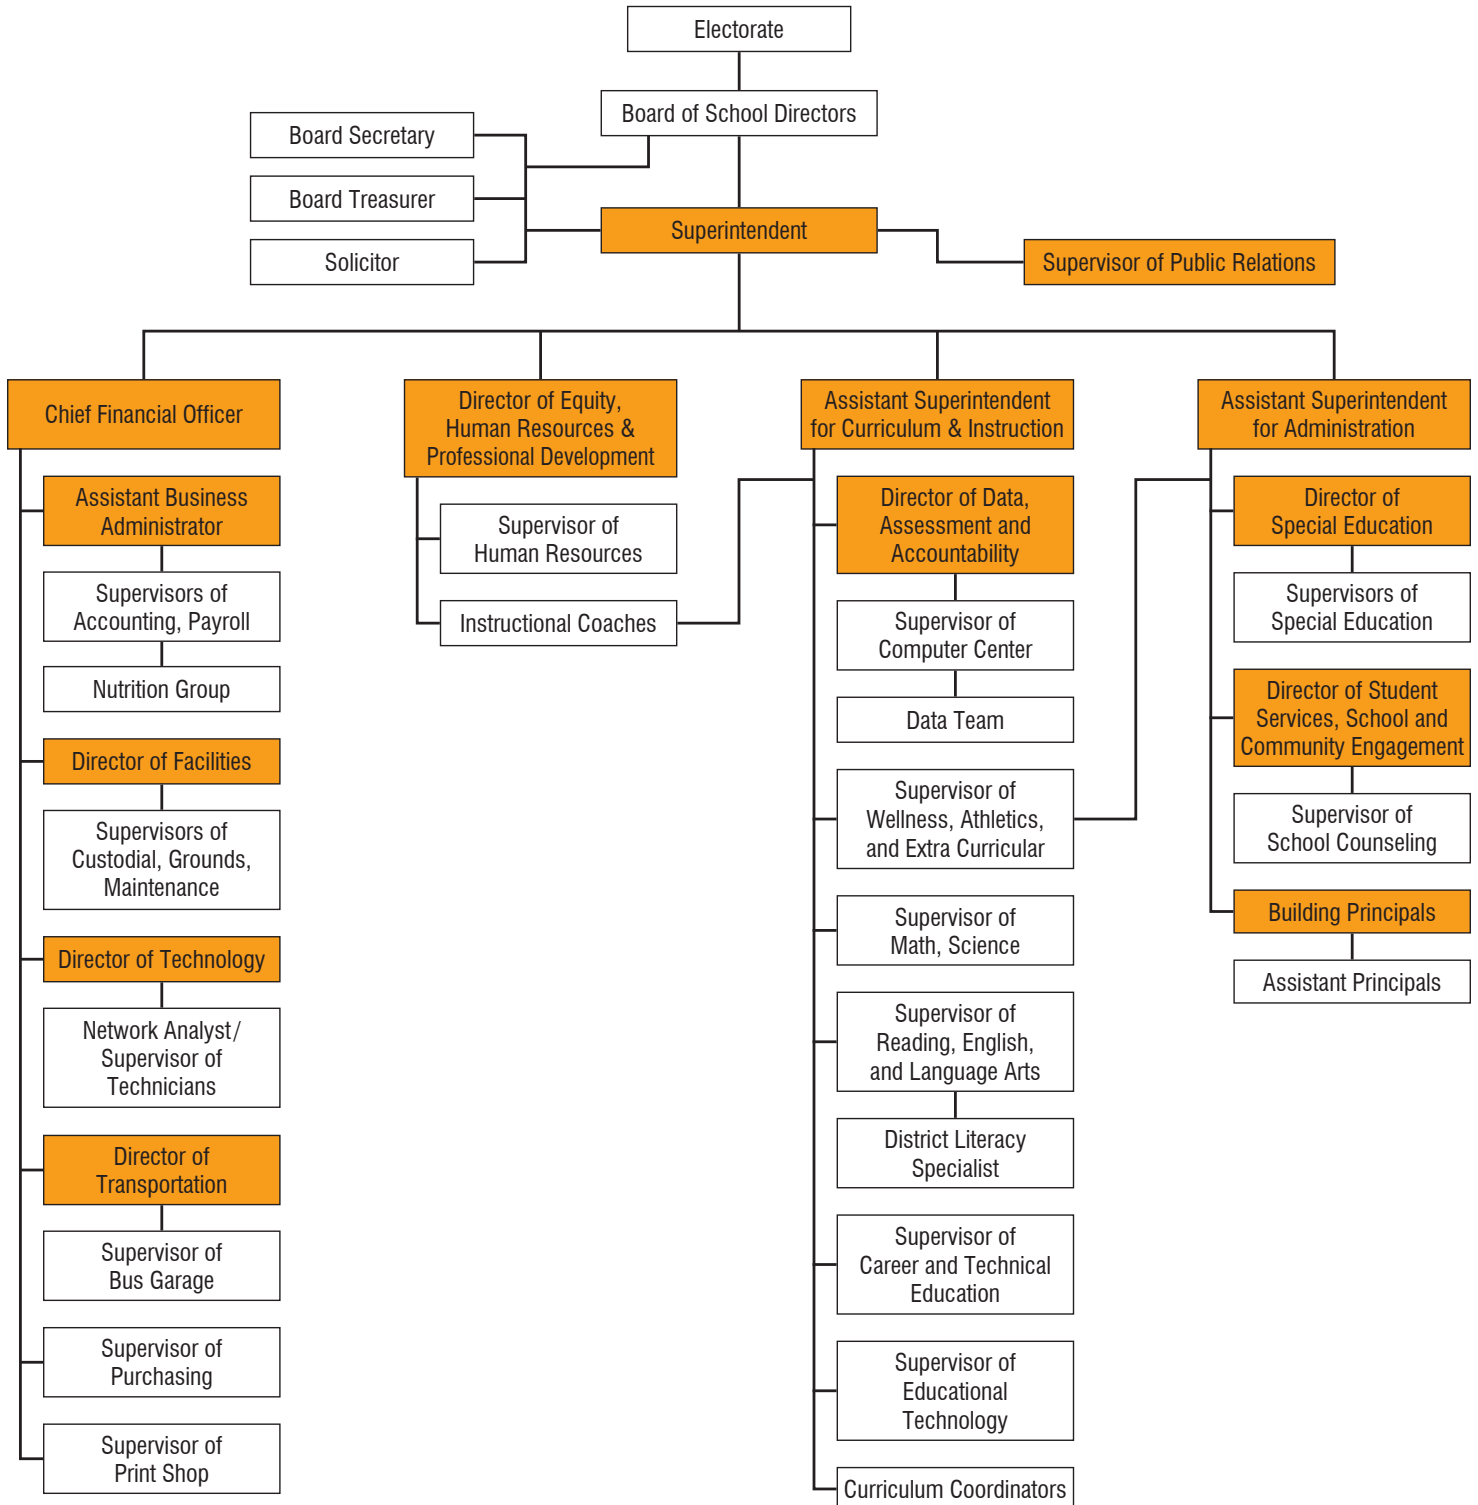 Electorate
Board of School Directors
Board Secretary
Board Treasurer
Solicitor
Superintendent
Supervisor of Public Relations
Chief Financial Officer
Assistant Business
Administrator
Supervisors of
Accounting, Payroll
Nutrition Group
Director of Facilities
Supervisors of
Custodial, Grounds,
Maintenance
Director of Technology
Network Analyst/
Supervisor of
Technicians
Director of
Transportation
Supervisor of
Bus Garage
Supervisor of
Purchasing
Supervisor of
Print Shop
Director of Equity,
Human Resources &
Professional Development
Supervisor of
Human Resources
Instructional Coaches
Assistant Superintendent
for Curriculum & Instruction
Director of Data,
Assessment and
Accountability
Supervisor of
Computer Center
Data Team
Supervisor of
Wellness, Athletics,
and Extra Curricular
Supervisor of
Math, Science
Supervisor of
Reading, English,
and Language Arts
District Literacy
Specialist
Supervisor of
Career and Technical
Education
Supervisor of
Educational
Technology
Curriculum Coordinators
Assistant Superintendent
for Administration
Director of
Special Education
Supervisors of
Special Education
Director of Student
Services, School and
Community Engagement
Supervisor of
School Counseling
Building Principals
Assistant Principals